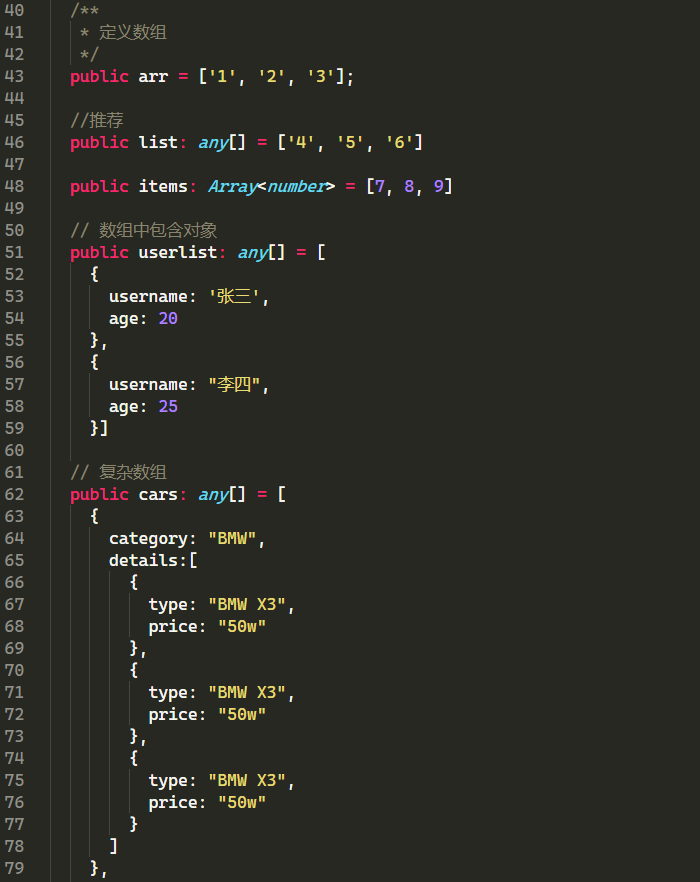 40 /**
41  * 定义数组
42  */
43 public arr = ['1', '2', '3'];
44
45 //推荐
46 public list: any[] = ['4', '5', '6']
47
48 public items: Array<number> = [7, 8, 9]
49
50 // 数组中包含对象
51 public userlist: any[] = [
52   {
53     username: '张三',
54     age: 20
55   },
56   {
57     username: "李四",
58     age: 25
59   }]
60
61 // 复杂数组
62 public cars: any[] = [
63   {
64     category: "BMW",
65     details:[
66       {
67         type: "BMW X3",
68         price: "50w"
69       },
70       {
71         type: "BMW X3",
72         price: "50w"
73       },
74       {
75         type: "BMW X3",
76         price: "50w"
77       }
78     ]
79   },